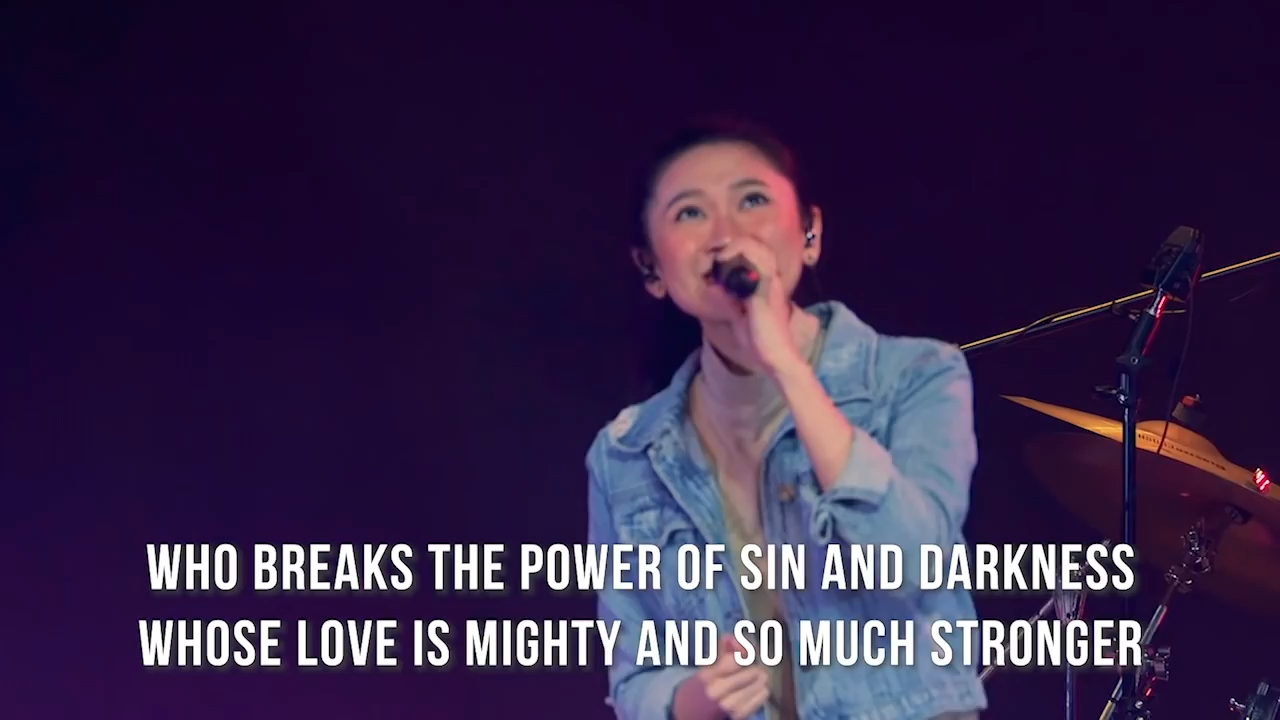 WHO BREAKS THE POWER OF SIN AND DARKNESS
WHOSE LOVE IS MIGHTY AND SO MUCH STRONGER